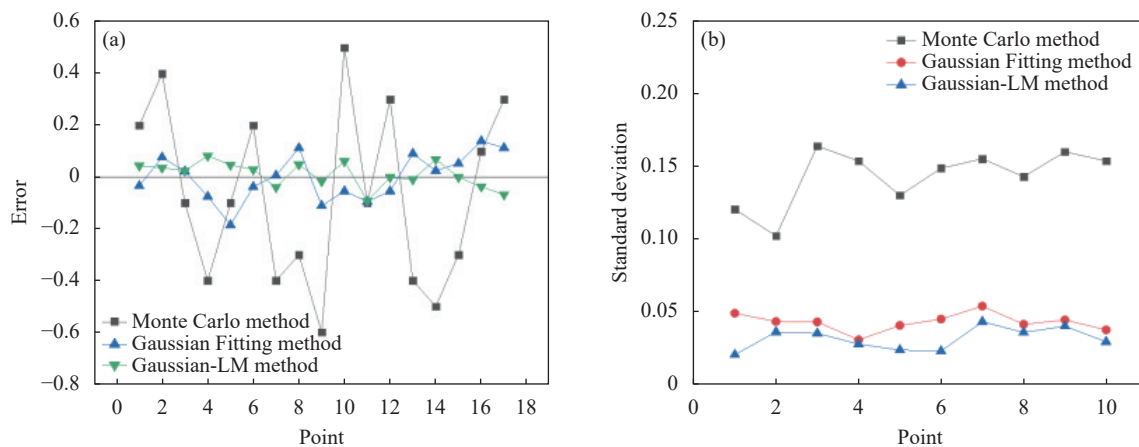 0.6
(a)
0.4
0.2
0
−0.2
−0.4
−0.6
−0.8
Error
Monte Carlo method
Gaussian Fitting method
Gaussian-LM method
0 2 4 6 8 10 12 14 16 18
Point
0.25
(b)
0.20
0.15
0.10
0.05
0
Standard deviation
Monte Carlo method
Gaussian Fitting method
Gaussian-LM method
0 2 4 6 8 10
Point